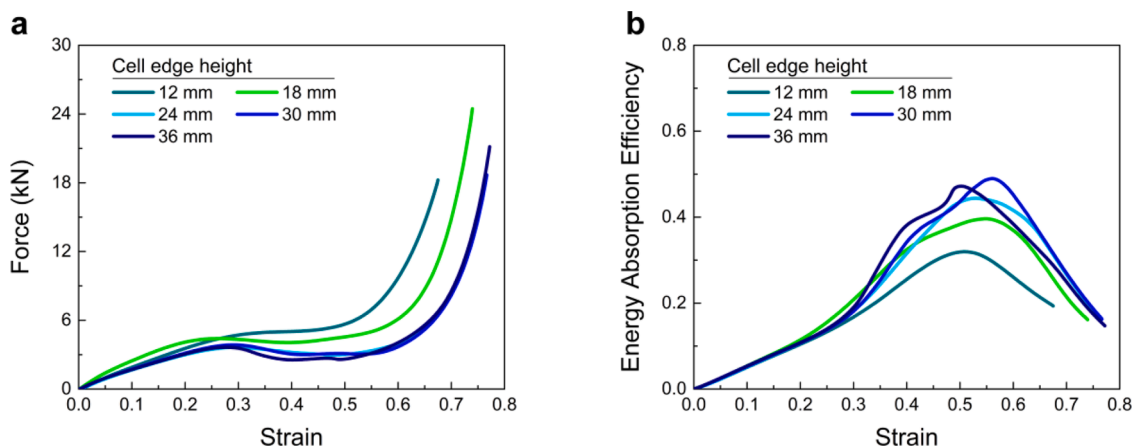 a
30
24
18
12
6
0
Force (kN)
Cell edge height
12 mm 18 mm
24 mm 30 mm
36 mm
0.0 0.1 0.2 0.3 0.4 0.5 0.6 0.7 0.8
Strain
b
0.8
0.6
0.4
0.2
0.0
Energy Absorption Efficiency
Cell edge height
12 mm 18 mm
24 mm 30 mm
36 mm
0.0 0.1 0.2 0.3 0.4 0.5 0.6 0.7 0.8
Strain